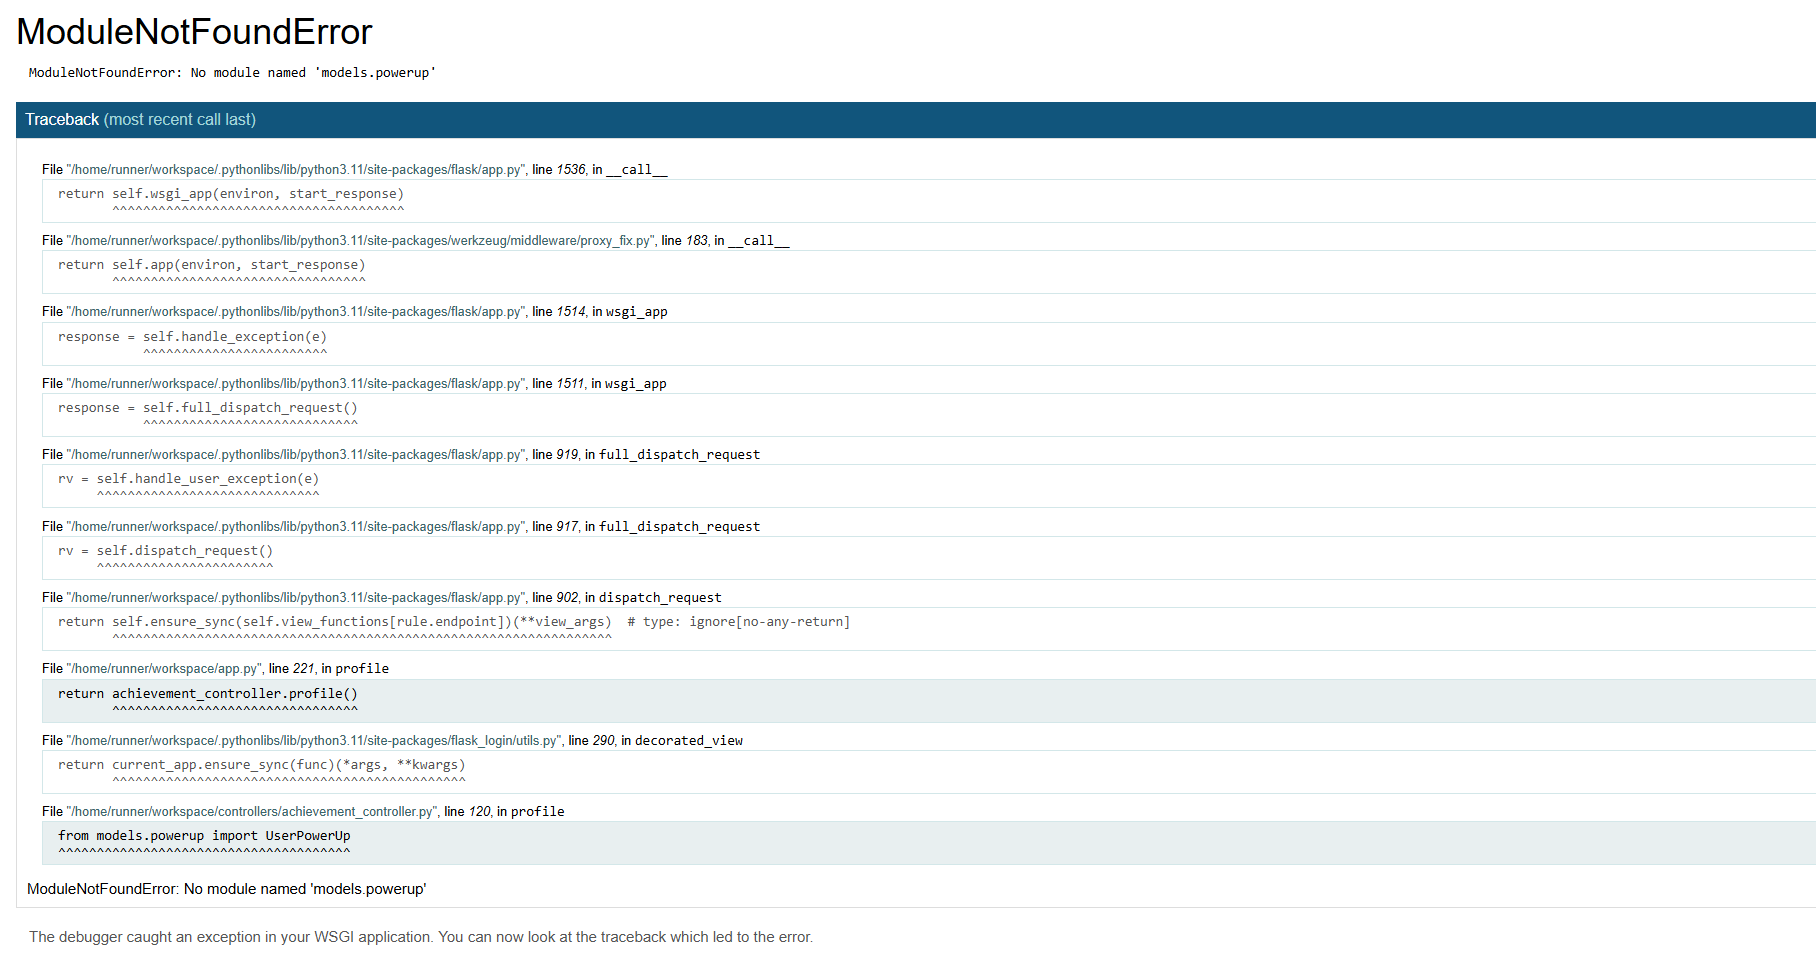 ModuleNotFoundError
ModuleNotFoundError: No module named 'models.powerup'
Traceback (most recent call last)
File "/home/runner/workspace/.pythonlibs/lib/python3.11/site-packages/flask/app.py", line 1536, in __call__
return self.wsgi_app(environ, start_response)
^^^^^^^^^^^^^^^^^^^^^^^^^^^^^^^^^^^^^^
File "/home/runner/workspace/.pythonlibs/lib/python3.11/site-packages/werkzeug/middleware/proxy_fix.py", line 183, in __call__
return self.app(environ, start_response)
^^^^^^^^^^^^^^^^^^^^^^^^^^^^^^^^^
File "/home/runner/workspace/.pythonlibs/lib/python3.11/site-packages/flask/app.py", line 1514, in wsgi_app
response = self.handle_exception(e)
^^^^^^^^^^^^^^^^^^^^^^^^
File "/home/runner/workspace/.pythonlibs/lib/python3.11/site-packages/flask/app.py", line 1511, in wsgi_app
response = self.full_dispatch_request()
^^^^^^^^^^^^^^^^^^^^^^^^^^^^
File "/home/runner/workspace/.pythonlibs/lib/python3.11/site-packages/flask/app.py", line 919, in full_dispatch_request
rv = self.handle_user_exception(e)
^^^^^^^^^^^^^^^^^^^^^^^^^^^^^
File "/home/runner/workspace/.pythonlibs/lib/python3.11/site-packages/flask/app.py", line 917, in full_dispatch_request
rv = self.dispatch_request()
^^^^^^^^^^^^^^^^^^^^^^^
File "/home/runner/workspace/.pythonlibs/lib/python3.11/site-packages/flask/app.py", line 902, in dispatch_request
return self.ensure_sync(self.view_functions[rule.endpoint])(**view_args)  # type: ignore[no-any-return]
^^^^^^^^^^^^^^^^^^^^^^^^^^^^^^^^^^^^^^^^^^^^^^^^^^^^^^^^^^^^^^^^^
File "/home/runner/workspace/app.py", line 221, in profile
return achievement_controller.profile()
^^^^^^^^^^^^^^^^^^^^^^^^^^^^^^^^
File "/home/runner/workspace/.pythonlibs/lib/python3.11/site-packages/flask_login/utils.py", line 290, in decorated_view
return current_app.ensure_sync(func)(*args, **kwargs)
^^^^^^^^^^^^^^^^^^^^^^^^^^^^^^^^^^^^^^^^^^^^^^
File "/home/runner/workspace/controllers/achievement_controller.py", line 120, in profile
from models.powerup import UserPowerUp
^^^^^^^^^^^^^^^^^^^^^^^^^^^^^^^^^^^^^^
ModuleNotFoundError: No module named 'models.powerup'
The debugger caught an exception in your WSGI application. You can now look at the traceback which led to the error.